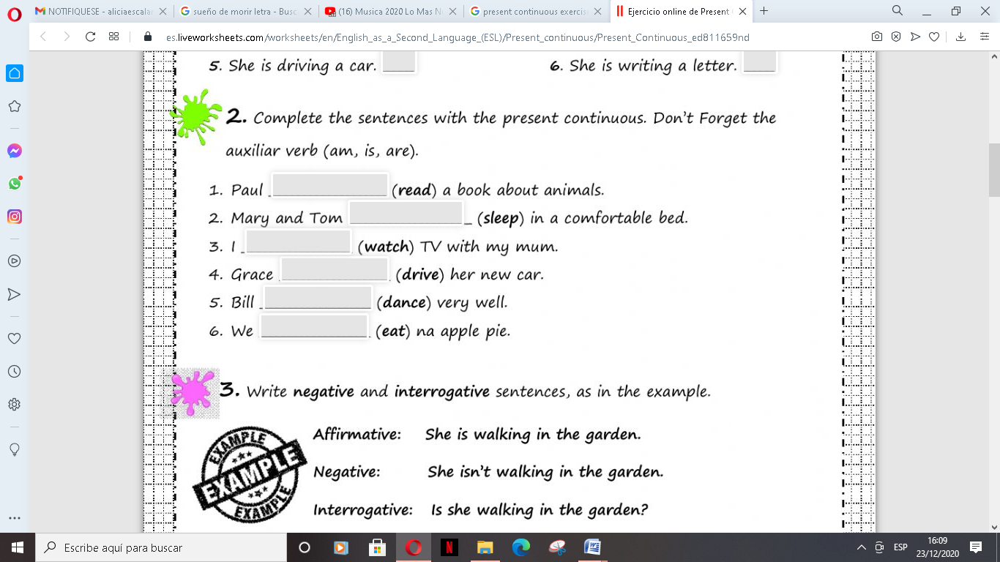 NOTIFIQUESE - aliciaescala
sueño de morir letra - Busc
(16) Musica 2020 Lo Mas N
present continuous exercis
Ejercicio online de Present
es.liveworksheets.com/worksheets/en/English_as_a_Second_Language_(ESL)/Present_continuous/Present_Continuous_ed811659nd
5. She is driving a car. ____ 6. She is writing a letter. ____
2. Complete the sentences with the present continuous. Don't Forget the
auxiliar verb (am, is, are).
1. Paul ______________ (read) a book about animals.
2. Mary and Tom ______________ (sleep) in a comfortable bed.
3. I ______________ (watch) TV with my mum.
4. Grace ______________ (drive) her new car.
5. Bill ______________ (dance) very well.
6. We ______________ (eat) na apple pie.
3. Write negative and interrogative sentences, as in the example.
EXAMPLE
EXAMPLE
EXAMPLE
Affirmative: She is walking in the garden.
Negative: She isn't walking in the garden.
Interrogative: Is she walking in the garden?
Escribe aquí para buscar
ESP
16:09
23/12/2020